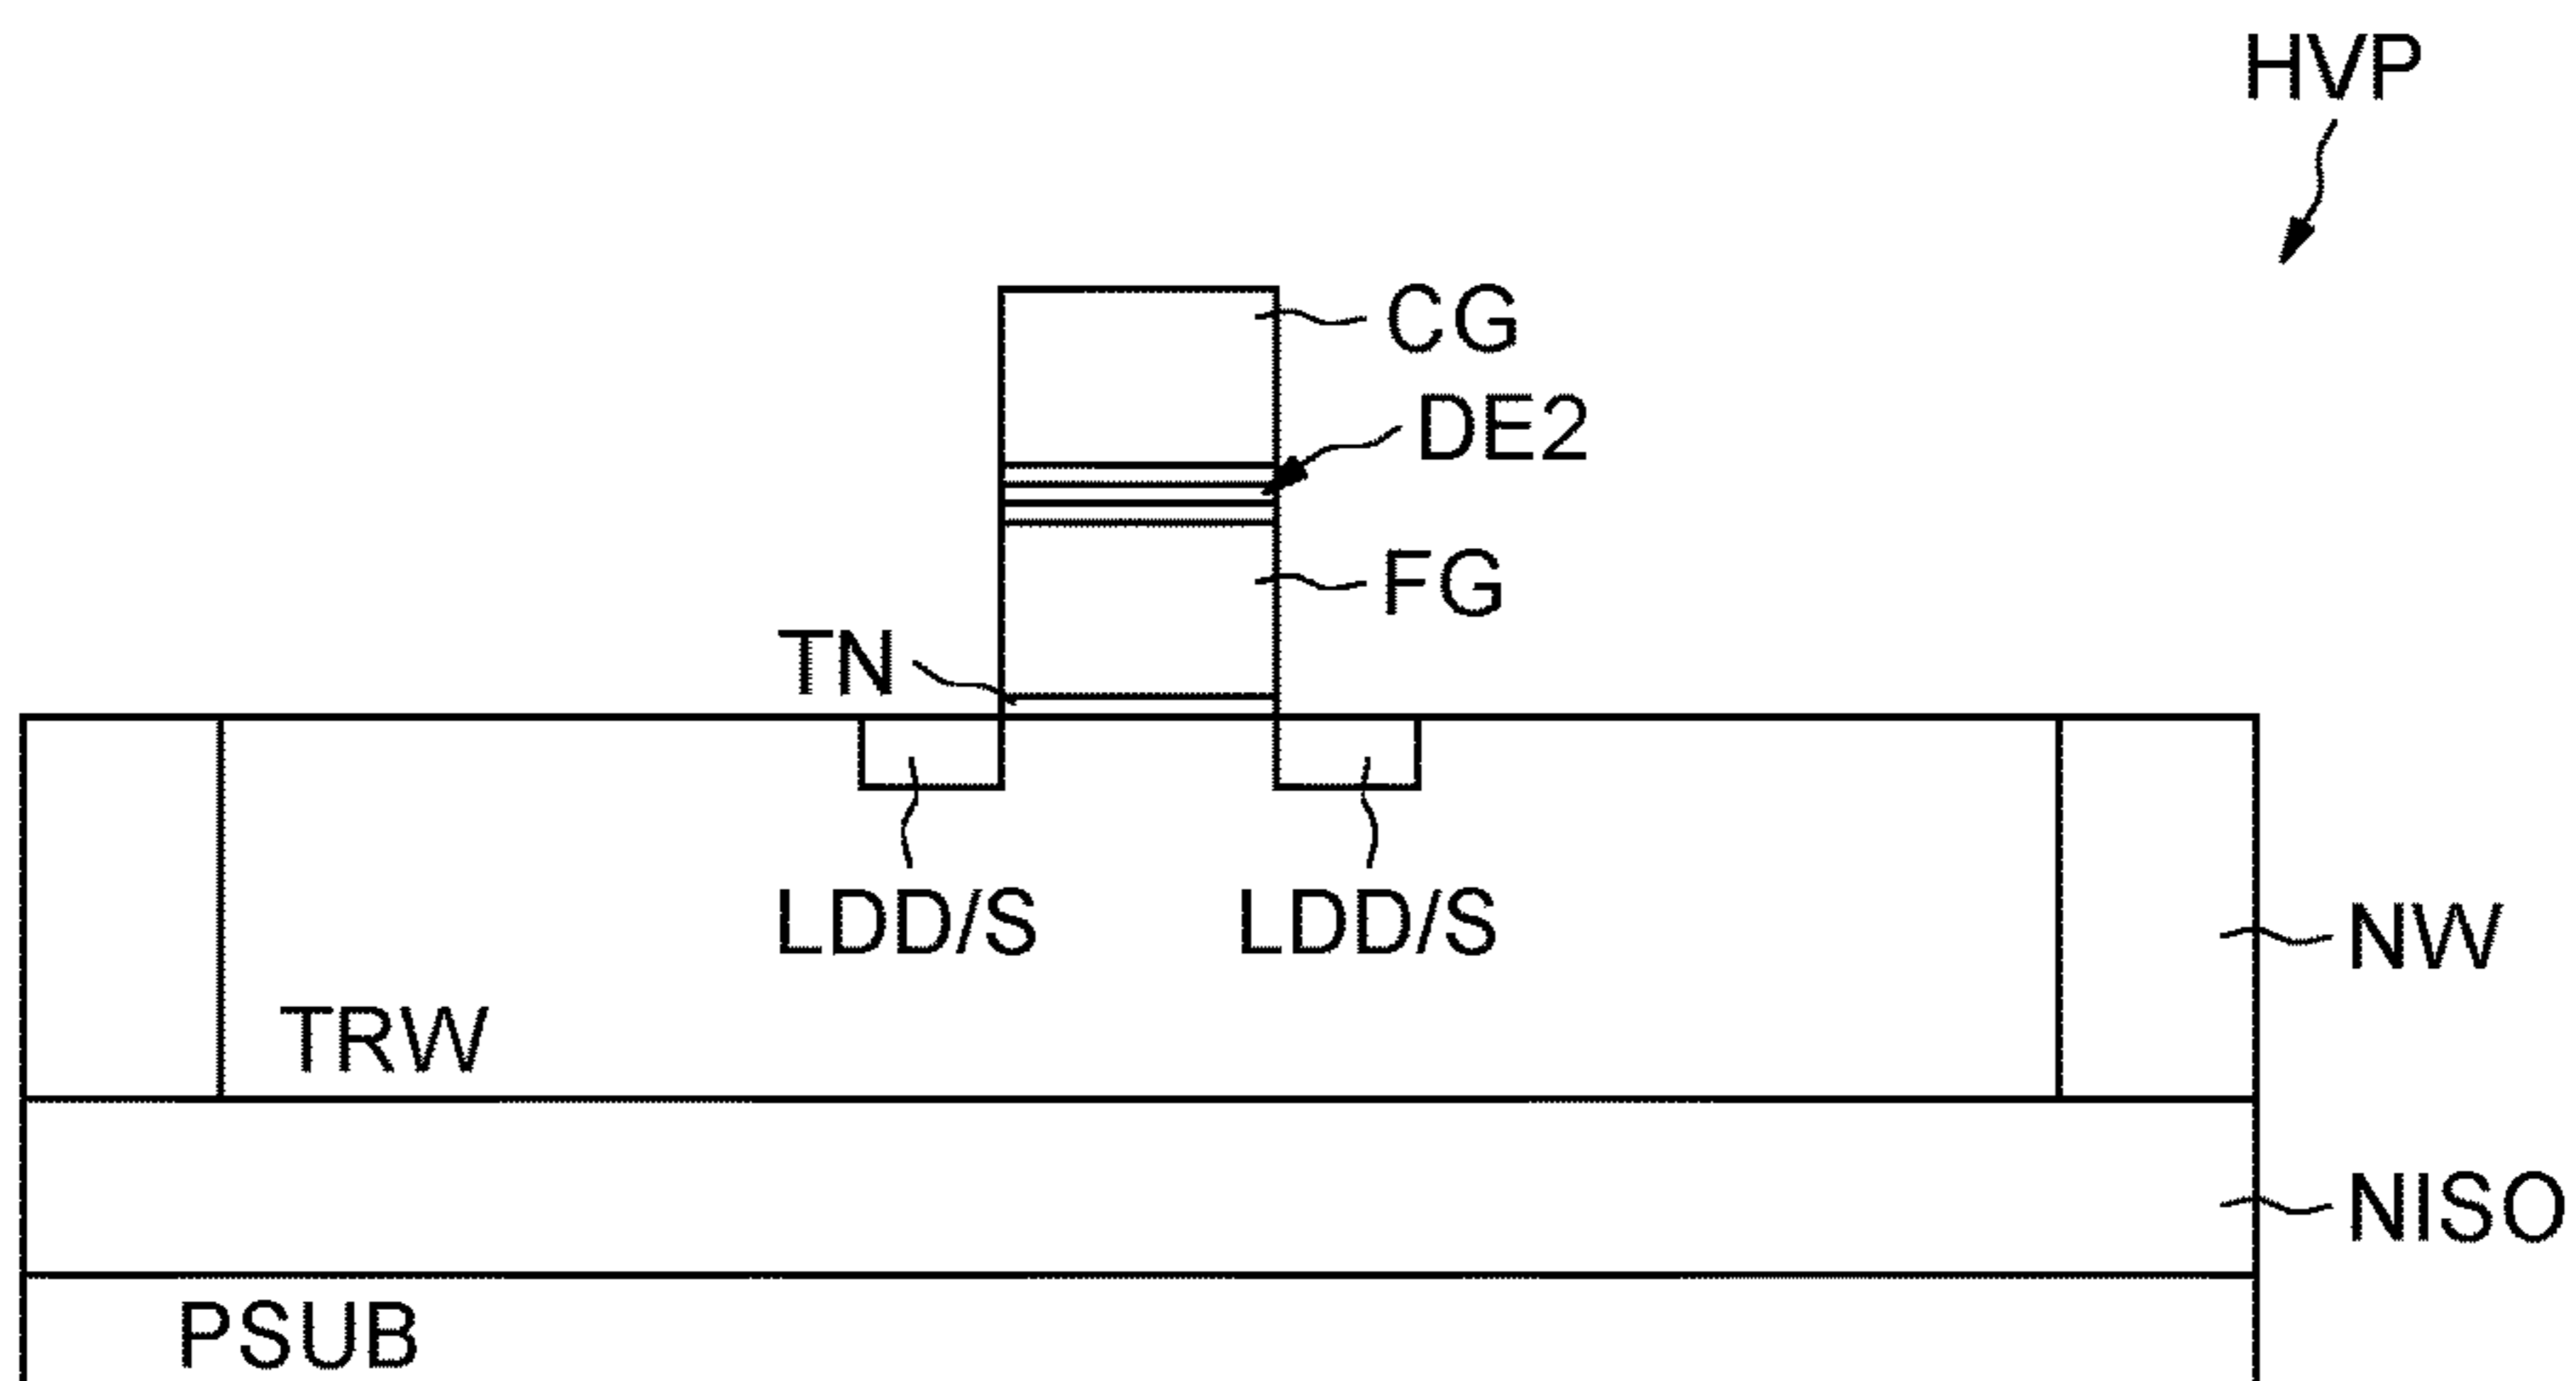 HVP
CG
DE2
FG
TN
LDD/S LDD/S
NW
TRW
NISO
PSUB